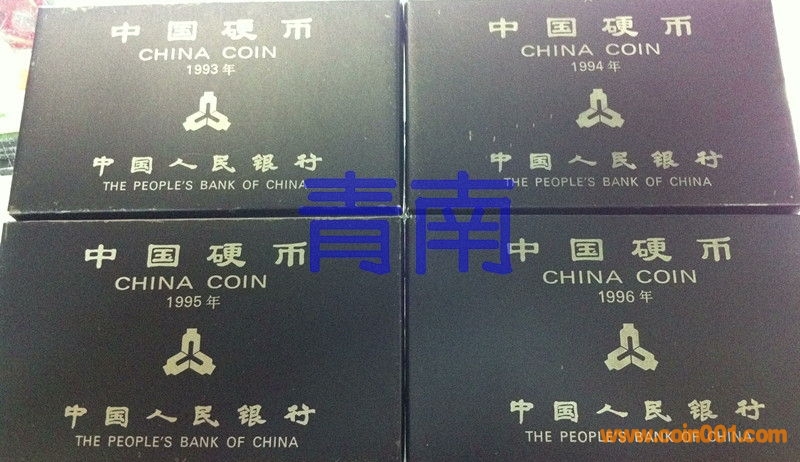 中国硬币
CHINA COIN
1993年
中国人民银行
THE PEOPLE'S BANK OF CHINA
中国硬币
CHINA COIN
1994年
中国人民银行
THE PEOPLE'S BANK OF CHINA
青南
中国硬币
CHINA COIN
1995年
中国人民银行
THE PEOPLE'S BANK OF CHINA
中国硬币
CHINA COIN
1996年
中国人民银行
THE PEOPLE'S BANK OF CHINA
www.coin001.com